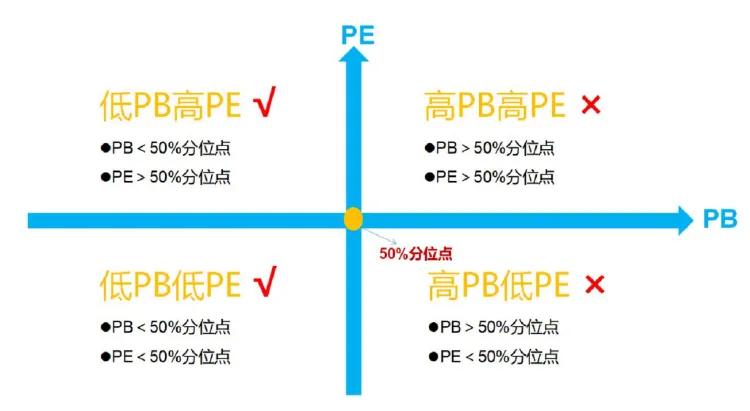 PE
低PB高PE √
●PB＜50%分位点
●PE＞50%分位点
高PB高PE ×
●PB＞50%分位点
●PE＞50%分位点
PB
50%分位点
低PB低PE √
●PB＜50%分位点
●PE＜50%分位点
高PB低PE ×
●PB＞50%分位点
●PE＜50%分位点